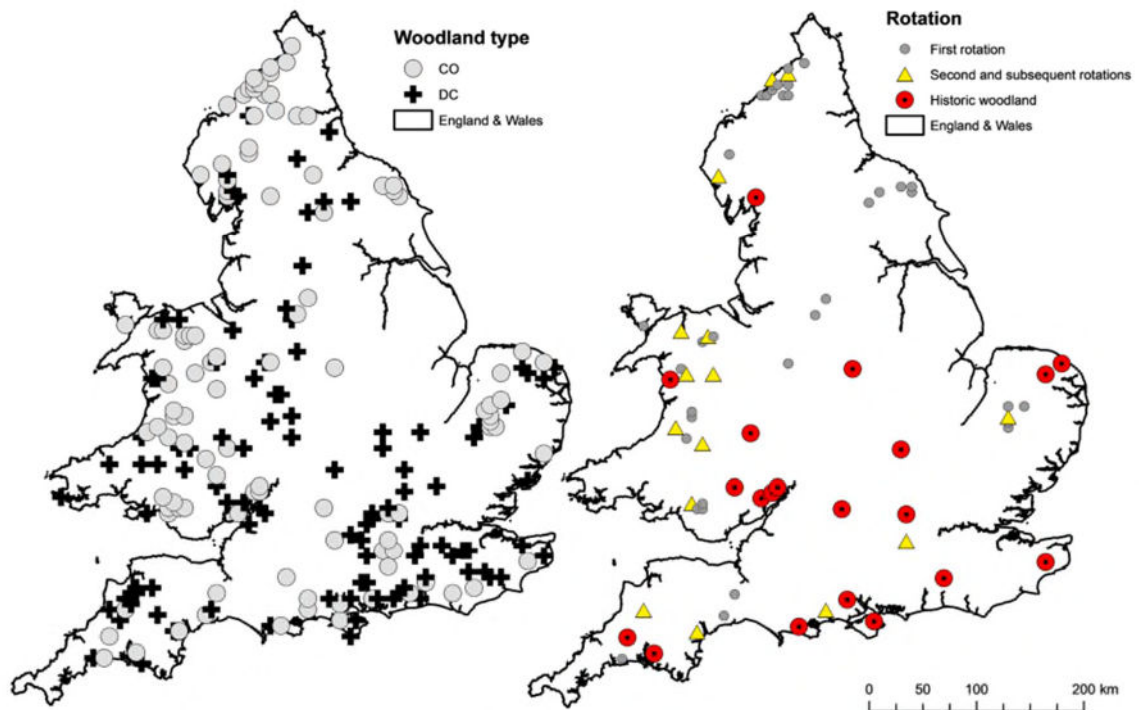 Woodland type
CO
DC
England & Wales
Rotation
First rotation
Second and subsequent rotations
Historic woodland
England & Wales
0 50 100 200 km